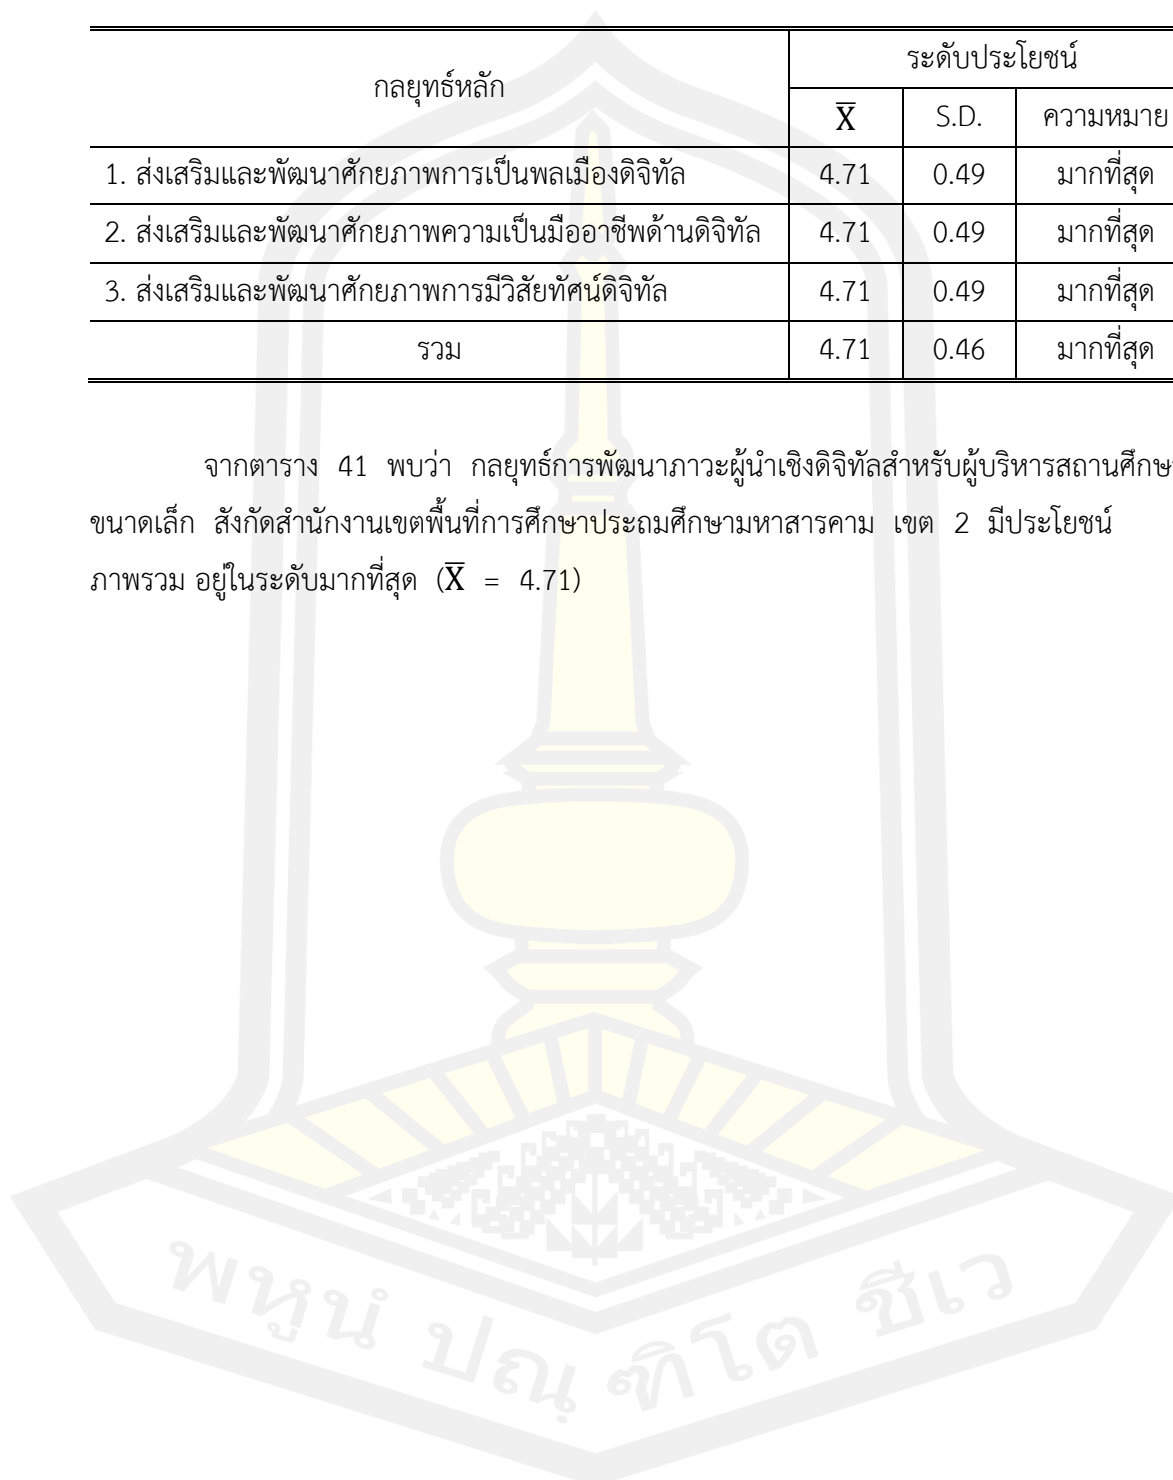 กลยุทธ์หลัก ระดับประโยชน์
X̅ S.D. ความหมาย
1. ส่งเสริมและพัฒนาศักยภาพการเป็นพลเมืองดิจิทัล 4.71 0.49 มากที่สุด
2. ส่งเสริมและพัฒนาศักยภาพความเป็นมืออาชีพด้านดิจิทัล 4.71 0.49 มากที่สุด
3. ส่งเสริมและพัฒนาศักยภาพการมีวิสัยทัศน์ดิจิทัล 4.71 0.49 มากที่สุด
รวม 4.71 0.46 มากที่สุด
จากตาราง 41 พบว่า กลยุทธ์การพัฒนาภาวะผู้นำเชิงดิจิทัลสำหรับผู้บริหารสถานศึกษา
ขนาดเล็ก สังกัดสำนักงานเขตพื้นที่การศึกษาประถมศึกษามหาสารคาม เขต 2 มีประโยชน์
ภาพรวม อยู่ในระดับมากที่สุด (X̅ = 4.71)
พหูนํ ปณฺฑิโต ชีเว